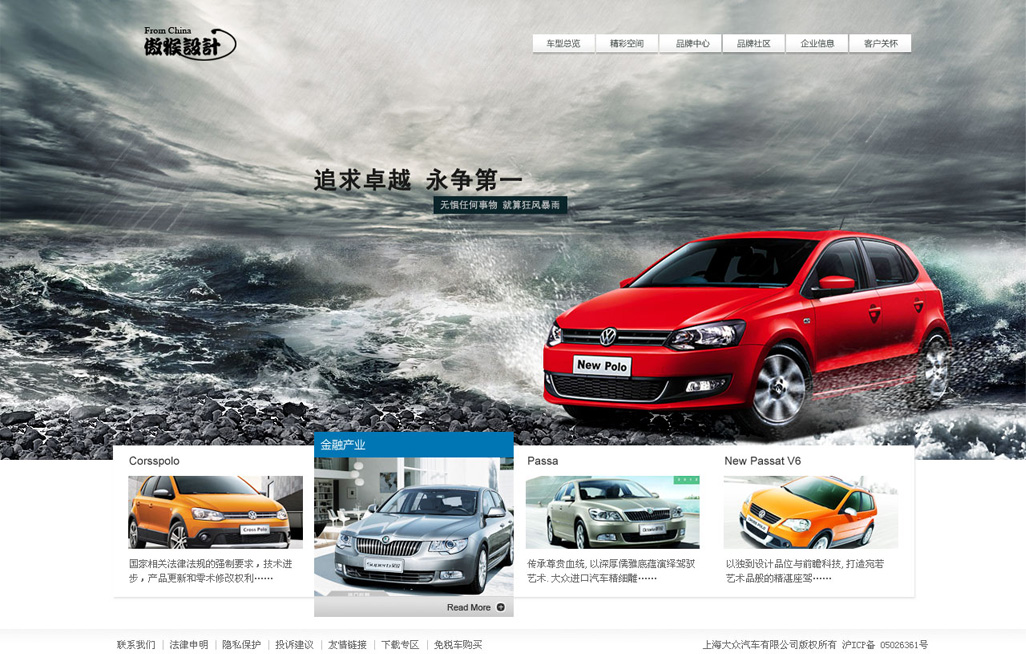 From China
傲猴設計
车型总览 精彩空间 品牌中心 品牌社区 企业信息 客户关怀
追求卓越 永争第一
无惧任何事物 就算狂风暴雨
New Polo
金融产业
Corsspolo
Passa
New Passat V6
Cross Polo
Superb 昊锐
国家相关法律法规的强制要求，技术进
步，产品更新和零术修改权利……
传承尊贵血线, 以深厚儒雅底蕴演绎驾驭
艺术. 大众进口汽车精细雕……
以独到设计品位与前瞻科技, 打造宛若
艺术品般的精湛座驾……
Read More
联系我们 | 法律申明 | 隐私保护 | 投诉建议 | 友情链接 | 下载专区 | 免税车购买
上海大众汽车有限公司版权所有 沪ICP备 05026361号